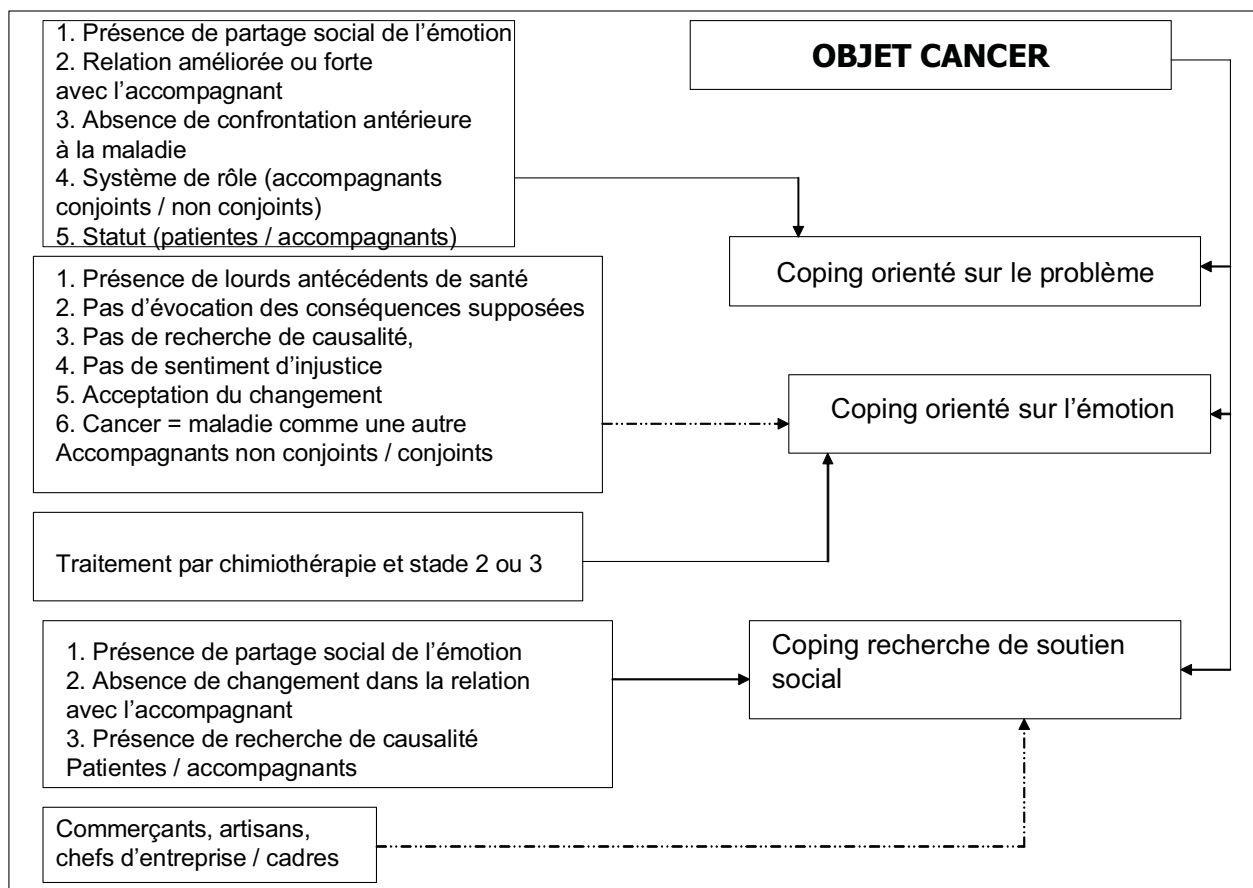 1. Présence de partage social de l'émotion
2. Relation améliorée ou forte
avec l'accompagnant
3. Absence de confrontation antérieure
à la maladie
4. Système de rôle (accompagnants
conjoints / non conjoints)
5. Statut (patientes / accompagnants)
OBJET CANCER
Coping orienté sur le problème
1. Présence de lourds antécédents de santé
2. Pas d'évocation des conséquences supposées
3. Pas de recherche de causalité,
4. Pas de sentiment d'injustice
5. Acceptation du changement
6. Cancer = maladie comme une autre
Accompagnants non conjoints / conjoints
Coping orienté sur l'émotion
Traitement par chimiothérapie et stade 2 ou 3
1. Présence de partage social de l'émotion
2. Absence de changement dans la relation
avec l'accompagnant
3. Présence de recherche de causalité
Patientes / accompagnants
Coping recherche de soutien
social
Commerçants, artisans,
chefs d'entreprise / cadres